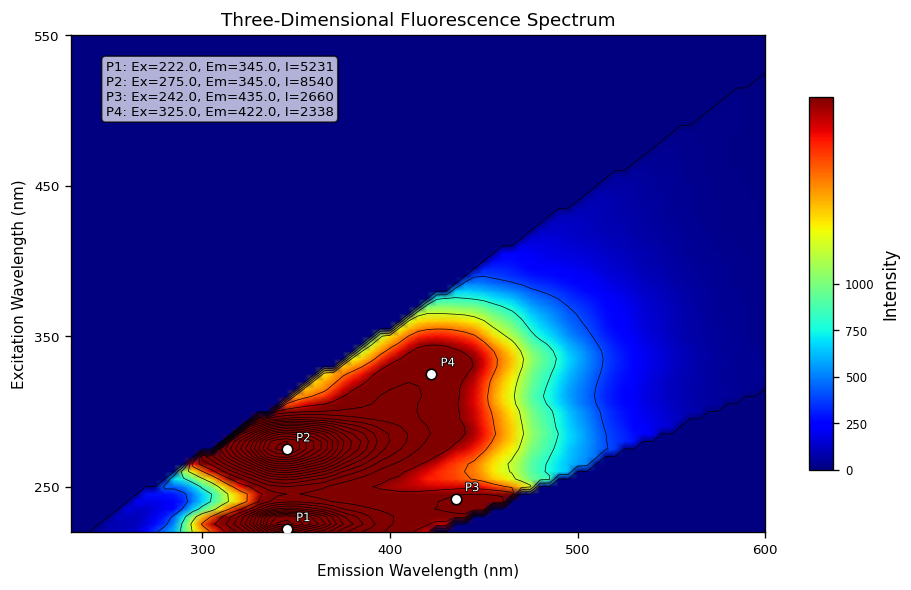 Three-Dimensional Fluorescence Spectrum
550
450
350
250
Excitation Wavelength (nm)
P1: Ex=222.0, Em=345.0, I=5231
P2: Ex=275.0, Em=345.0, I=8540
P3: Ex=242.0, Em=435.0, I=2660
P4: Ex=325.0, Em=422.0, I=2338
P4
P2
P3
P1
300
400
500
600
Emission Wavelength (nm)
1000
750
500
250
0
Intensity